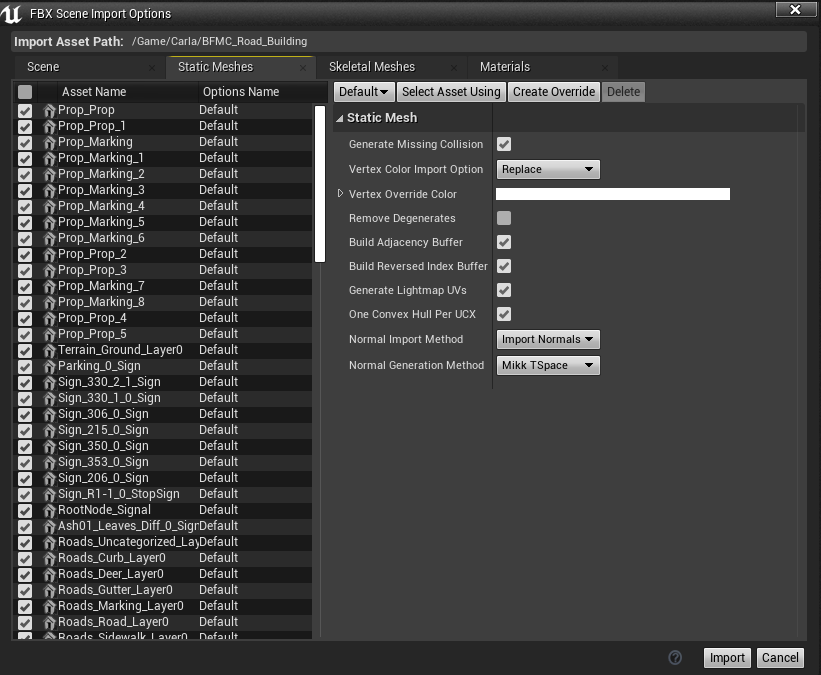 FBX Scene Import Options
Import Asset Path: /Game/Carla/BFMC_Road_Building
Scene Static Meshes Skeletal Meshes Materials
Asset Name Options Name
Default Select Asset Using Create Override Delete
Prop_Prop Default
Prop_Prop_1 Default
Prop_Marking Default
Prop_Marking_1 Default
Prop_Marking_2 Default
Prop_Marking_3 Default
Prop_Marking_4 Default
Prop_Marking_5 Default
Prop_Marking_6 Default
Prop_Prop_2 Default
Prop_Prop_3 Default
Prop_Marking_7 Default
Prop_Marking_8 Default
Prop_Prop_4 Default
Prop_Prop_5 Default
Terrain_Ground_Layer0 Default
Parking_0_Sign Default
Sign_330_2_1_Sign Default
Sign_330_1_0_Sign Default
Sign_306_0_Sign Default
Sign_215_0_Sign Default
Sign_350_0_Sign Default
Sign_353_0_Sign Default
Sign_206_0_Sign Default
Sign_R1-1_0_StopSign Default
RootNode_Signal Default
Ash01_Leaves_Diff_0_Sign Default
Roads_Uncategorized_Lay Default
Roads_Curb_Layer0 Default
Roads_Deer_Layer0 Default
Roads_Gutter_Layer0 Default
Roads_Marking_Layer0 Default
Roads_Road_Layer0 Default
Roads_Sidewalk_Layer0 Default
Static Mesh
Generate Missing Collision
Vertex Color Import Option Replace
Vertex Override Color
Remove Degenerates
Build Adjacency Buffer
Build Reversed Index Buffer
Generate Lightmap UVs
One Convex Hull Per UCX
Normal Import Method Import Normals
Normal Generation Method Mikk TSpace
Import Cancel